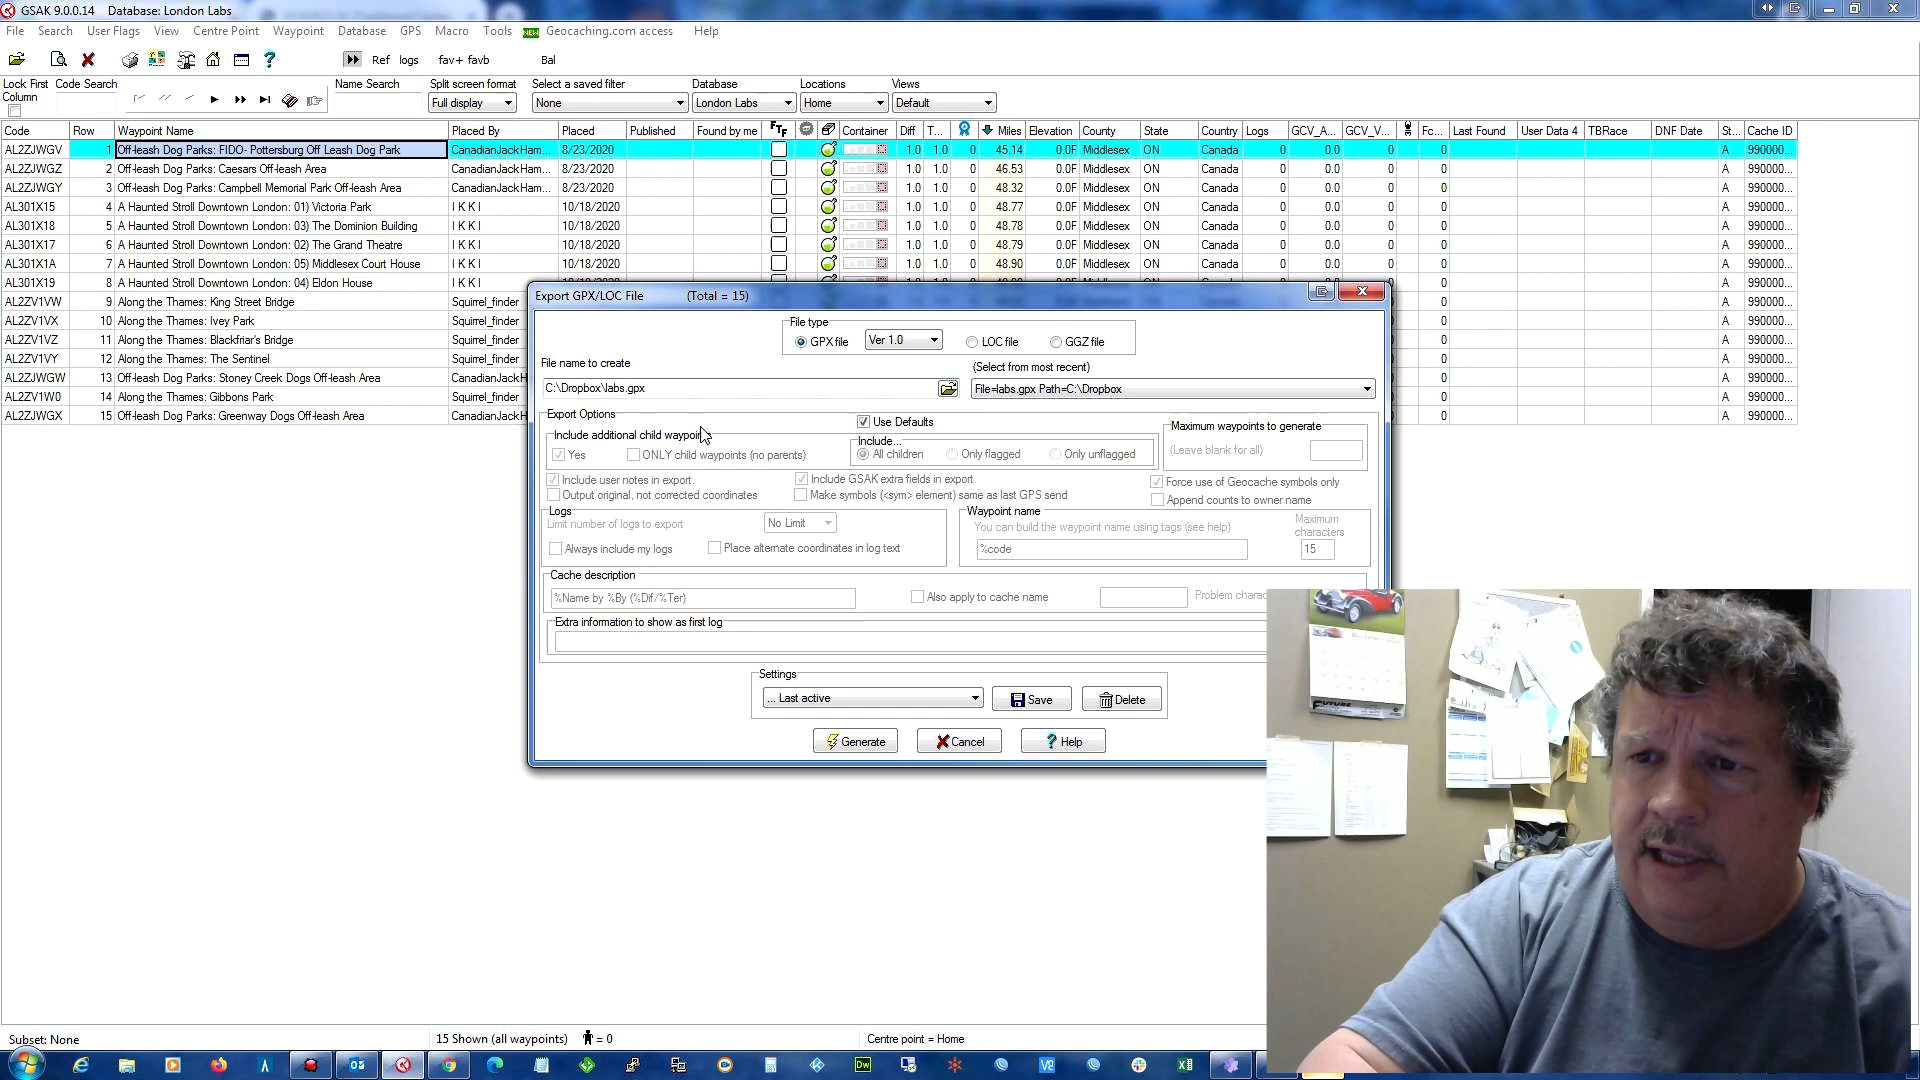 GSAK 9.0.0.14 Database: London Labs
File Search User Flags View Centre Point Waypoint Database GPS Macro Tools NEW Geocaching.com access Help
Ref logs fav+ favb Bal
Lock First Column Code Search Name Search Split screen format Select a saved filter Database Locations Views
Full display None London Labs Home Default
Code Row Waypoint Name Placed By Placed Published Found by me FTF Container Diff T... Miles Elevation County State Country Logs GCV_A... GCV_V... Fc... Last Found User Data 4 TBRace DNF Date St... Cache ID
AL2ZJWGV 1 Off-leash Dog Parks: FIDO- Pottersburg Off Leash Dog Park CanadianJackHam... 8/23/2020 1.0 1.0 0 45.14 0.0F Middlesex ON Canada 0 0.0 0 0 A 990000...
AL2ZJWGZ 2 Off-leash Dog Parks: Caesars Off-leash Area CanadianJackHam... 8/23/2020 1.0 1.0 0 46.53 0.0F Middlesex ON Canada 0 0.0 0 0 A 990000...
AL2ZJWGY 3 Off-leash Dog Parks: Campbell Memorial Park Off-leash Area CanadianJackHam... 8/23/2020 1.0 1.0 0 48.32 0.0F Middlesex ON Canada 0 0.0 0 0 A 990000...
AL301X15 4 A Haunted Stroll Downtown London: 01) Victoria Park I K K I 10/18/2020 1.0 1.0 0 48.77 0.0F Middlesex ON Canada 0 0.0 0 0 A 990000...
AL301X18 5 A Haunted Stroll Downtown London: 03) The Dominion Building I K K I 10/18/2020 1.0 1.0 0 48.78 0.0F Middlesex ON Canada 0 0.0 0 0 A 990000...
AL301X17 6 A Haunted Stroll Downtown London: 02) The Grand Theatre I K K I 10/18/2020 1.0 1.0 0 48.79 0.0F Middlesex ON Canada 0 0.0 0 0 A 990000...
AL301X1A 7 A Haunted Stroll Downtown London: 05) Middlesex Court House I K K I 10/18/2020 1.0 1.0 0 48.90 0.0F Middlesex ON Canada 0 0.0 0 0 A 990000...
AL301X19 8 A Haunted Stroll Downtown London: 04) Eldon House I K K I 0 A 990000...
AL2ZV1VW 9 Along the Thames: King Street Bridge Squirrel_finder 0 0 A 990000...
AL2ZV1VX 10 Along the Thames: Ivey Park Squirrel_finder 0 0 A 990000...
AL2ZV1VZ 11 Along the Thames: Blackfriar's Bridge Squirrel_finder 0 0 A 990000...
AL2ZV1VY 12 Along the Thames: The Sentinel Squirrel_finder 0 0 A 990000...
AL2ZJWGW 13 Off-leash Dog Parks: Stoney Creek Dogs Off-leash Area CanadianJack 0 0 A 990000...
AL2ZV1W0 14 Along the Thames: Gibbons Park Squirrel_finder 0 0 A 990000...
AL2ZJWGX 15 Off-leash Dog Parks: Greenway Dogs Off-leash Area CanadianJack 0 0 A 990000...
Export GPX/LOC File (Total = 15)
File type
GPX file Ver 1.0 LOC file GGZ file
File name to create
(Select from most recent)
C:\Dropbox\labs.gpx File=labs.gpx Path=C:\Dropbox
Export Options Use Defaults
Include additional child waypoints Include... Maximum waypoints to generate
Yes ONLY child waypoints (no parents) All children Only flagged Only unflagged (Leave blank for all)
Include user notes in export. Include GSAK extra fields in export Force use of Geocache symbols only
Output original, not corrected coordinates Make symbols (<sym> element) same as last GPS send Append counts to owner name
Logs Waypoint name
Limit number of logs to export No Limit You can build the waypoint name using tags (see help) Maximum characters
Always include my logs Place alternate coordinates in log text %code 15
Cache description
%Name by %By (%Dif/%Ter) Also apply to cache name Problem charac
Extra information to show as first log
Settings
... Last active Save Delete
Generate Cancel Help
FUTURE
Subset: None 15 Shown (all waypoints) = 0 Centre point = Home
Dw